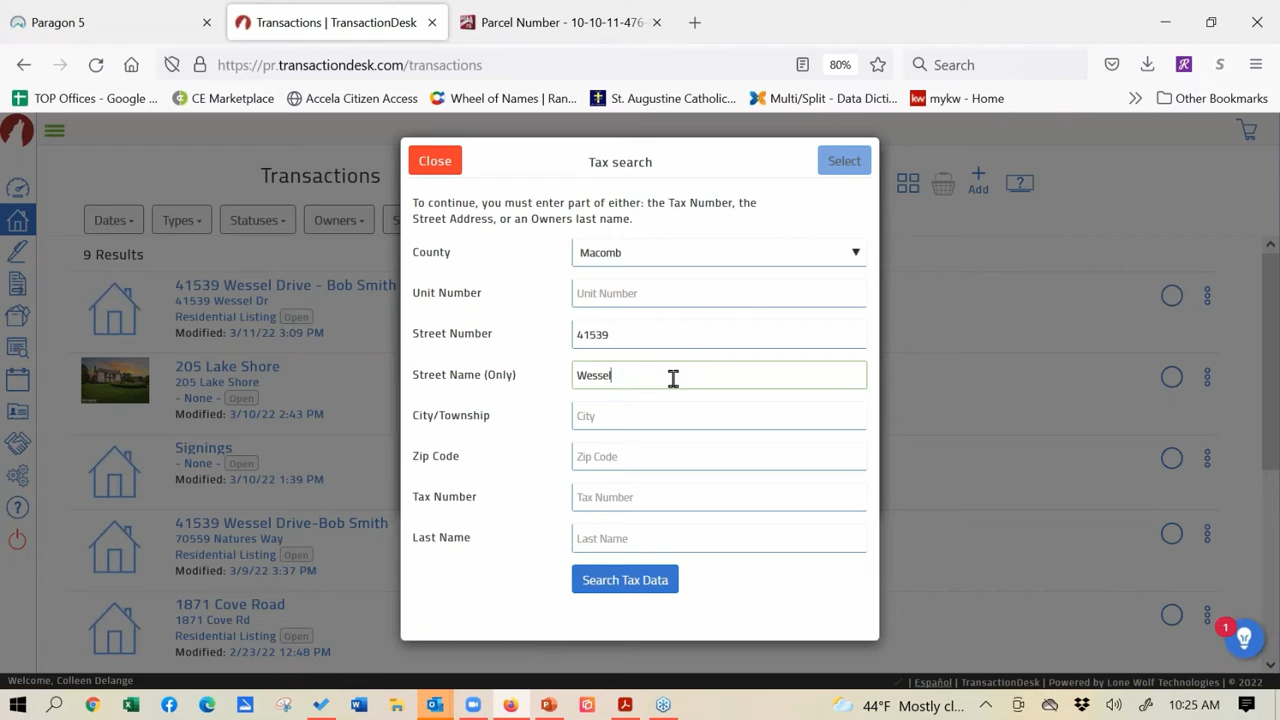 Paragon 5
Transactions | TransactionDesk
Parcel Number - 10-10-11-476-
https://pr.transactiondesk.com/transactions
80%
Search
TOP Offices - Google ...
CE Marketplace
Accela Citizen Access
Wheel of Names | Ran...
St. Augustine Catholic...
Multi/Split - Data Dicti...
kw mykw - Home
Other Bookmarks
Transactions
Dates
Types
Statuses
Owners
S
Add
9 Results
41539 Wessel Drive - Bob Smith
41539 Wessel Dr
Residential Listing Open
Modified: 3/11/22 3:09 PM
205 Lake Shore
205 Lake Shore
- None - Open
Modified: 3/10/22 2:43 PM
Signings
- None - Open
Modified: 3/10/22 1:39 PM
41539 Wessel Drive-Bob Smith
70559 Natures Way
Residential Listing Open
Modified: 3/9/22 3:37 PM
1871 Cove Road
1871 Cove Rd
Residential Listing Open
Modified: 2/23/22 12:48 PM
Close
Tax search
Select
To continue, you must enter part of either: the Tax Number, the
Street Address, or an Owners last name.
County
Macomb
Unit Number
Unit Number
Street Number
41539
Street Name (Only)
Wessel
City/Township
City
Zip Code
Zip Code
Tax Number
Tax Number
Last Name
Last Name
Search Tax Data
1
Welcome, Colleen Delange
| Español | TransactionDesk | Powered by Lone Wolf Technologies | © 2022
44°F Mostly cl...
10:25 AM